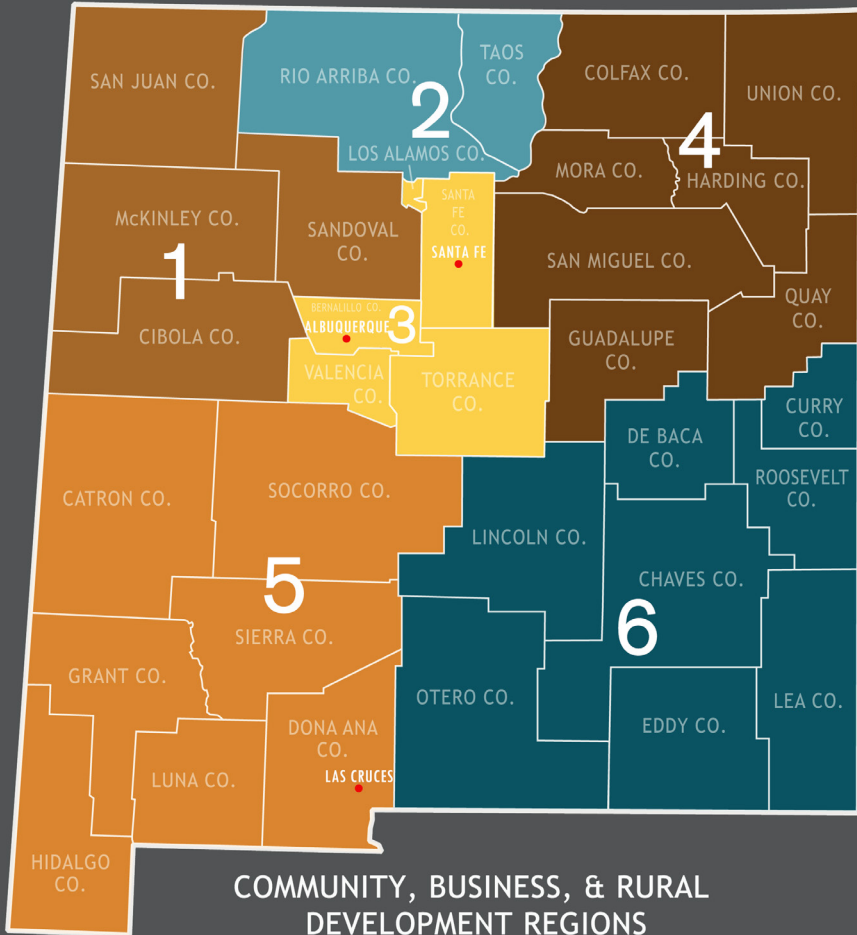 SAN JUAN CO.
RIO ARRIBA CO.
TAOS
CO.
COLFAX CO.
UNION CO.
2
LOS ALAMOS CO.
4
MORA CO.
HARDING CO.
McKINLEY CO.
SANDOVAL
CO.
SANTA
FE
CO.
SANTA FE
1
SAN MIGUEL CO.
QUAY
CO.
CIBOLA CO.
BERNALILLO CO.
ALBUQUERQUE
3
VALENCIA
CO.
TORRANCE
CO.
GUADALUPE
CO.
CURRY
CO.
DE BACA
CO.
ROOSEVELT
CO.
CATRON CO.
SOCORRO CO.
LINCOLN CO.
CHAVES CO.
5
6
SIERRA CO.
GRANT CO.
OTERO CO.
LEA CO.
EDDY CO.
DONA ANA
CO.
LAS CRUCES
LUNA CO.
HIDALGO
CO.
COMMUNITY, BUSINESS, & RURAL
DEVELOPMENT REGIONS